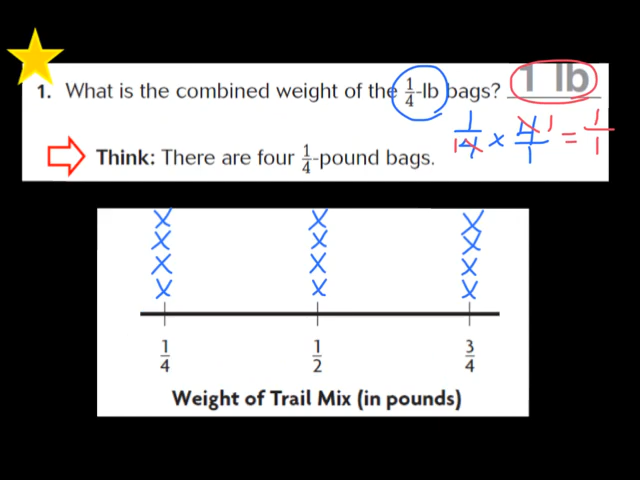 1. What is the combined weight of the 1/4-lb bags? 1 lb
1/4 x 4/1 = 1/1
1 1
Think: There are four 1/4-pound bags.
X X X
X X X
X X X
X X X
1/4 1/2 3/4
Weight of Trail Mix (in pounds)